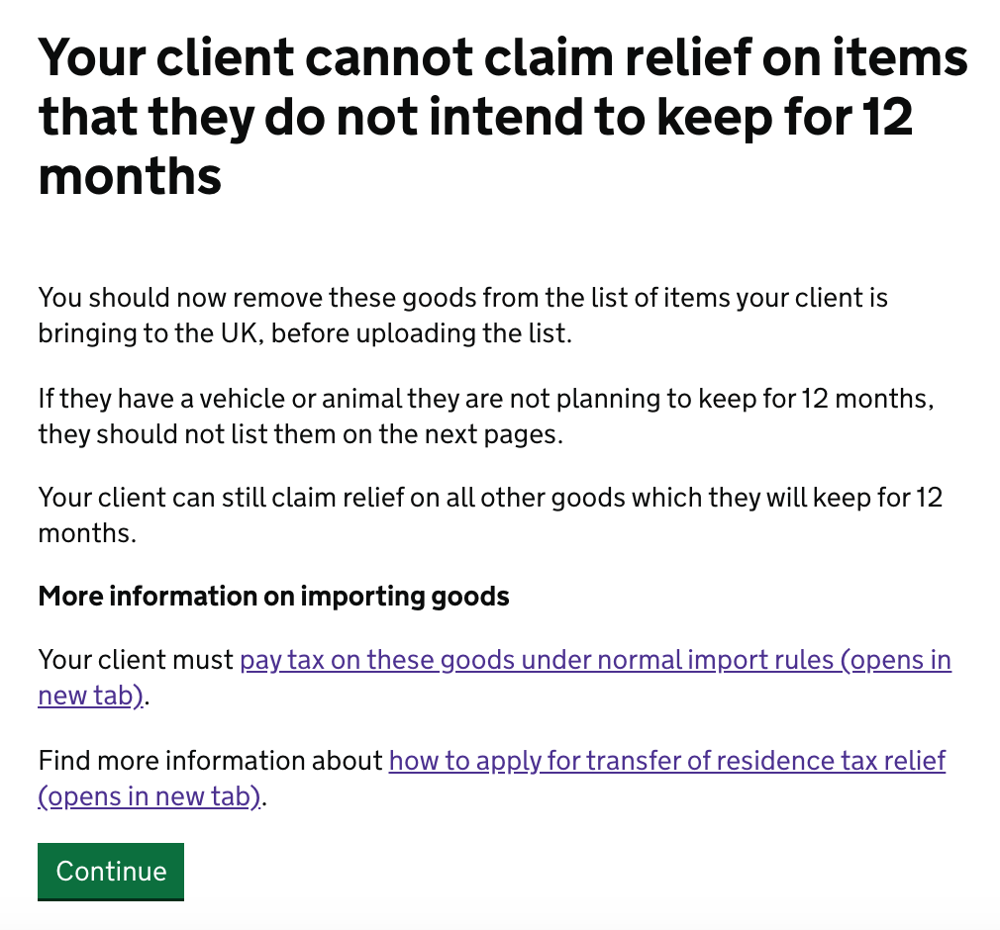 Your client cannot claim relief on items
that they do not intend to keep for 12
months
You should now remove these goods from the list of items your client is
bringing to the UK, before uploading the list.
If they have a vehicle or animal they are not planning to keep for 12 months,
they should not list them on the next pages.
Your client can still claim relief on all other goods which they will keep for 12
months.
More information on importing goods
Your client must pay tax on these goods under normal import rules (opens in
new tab).
Find more information about how to apply for transfer of residence tax relief
(opens in new tab).
Continue